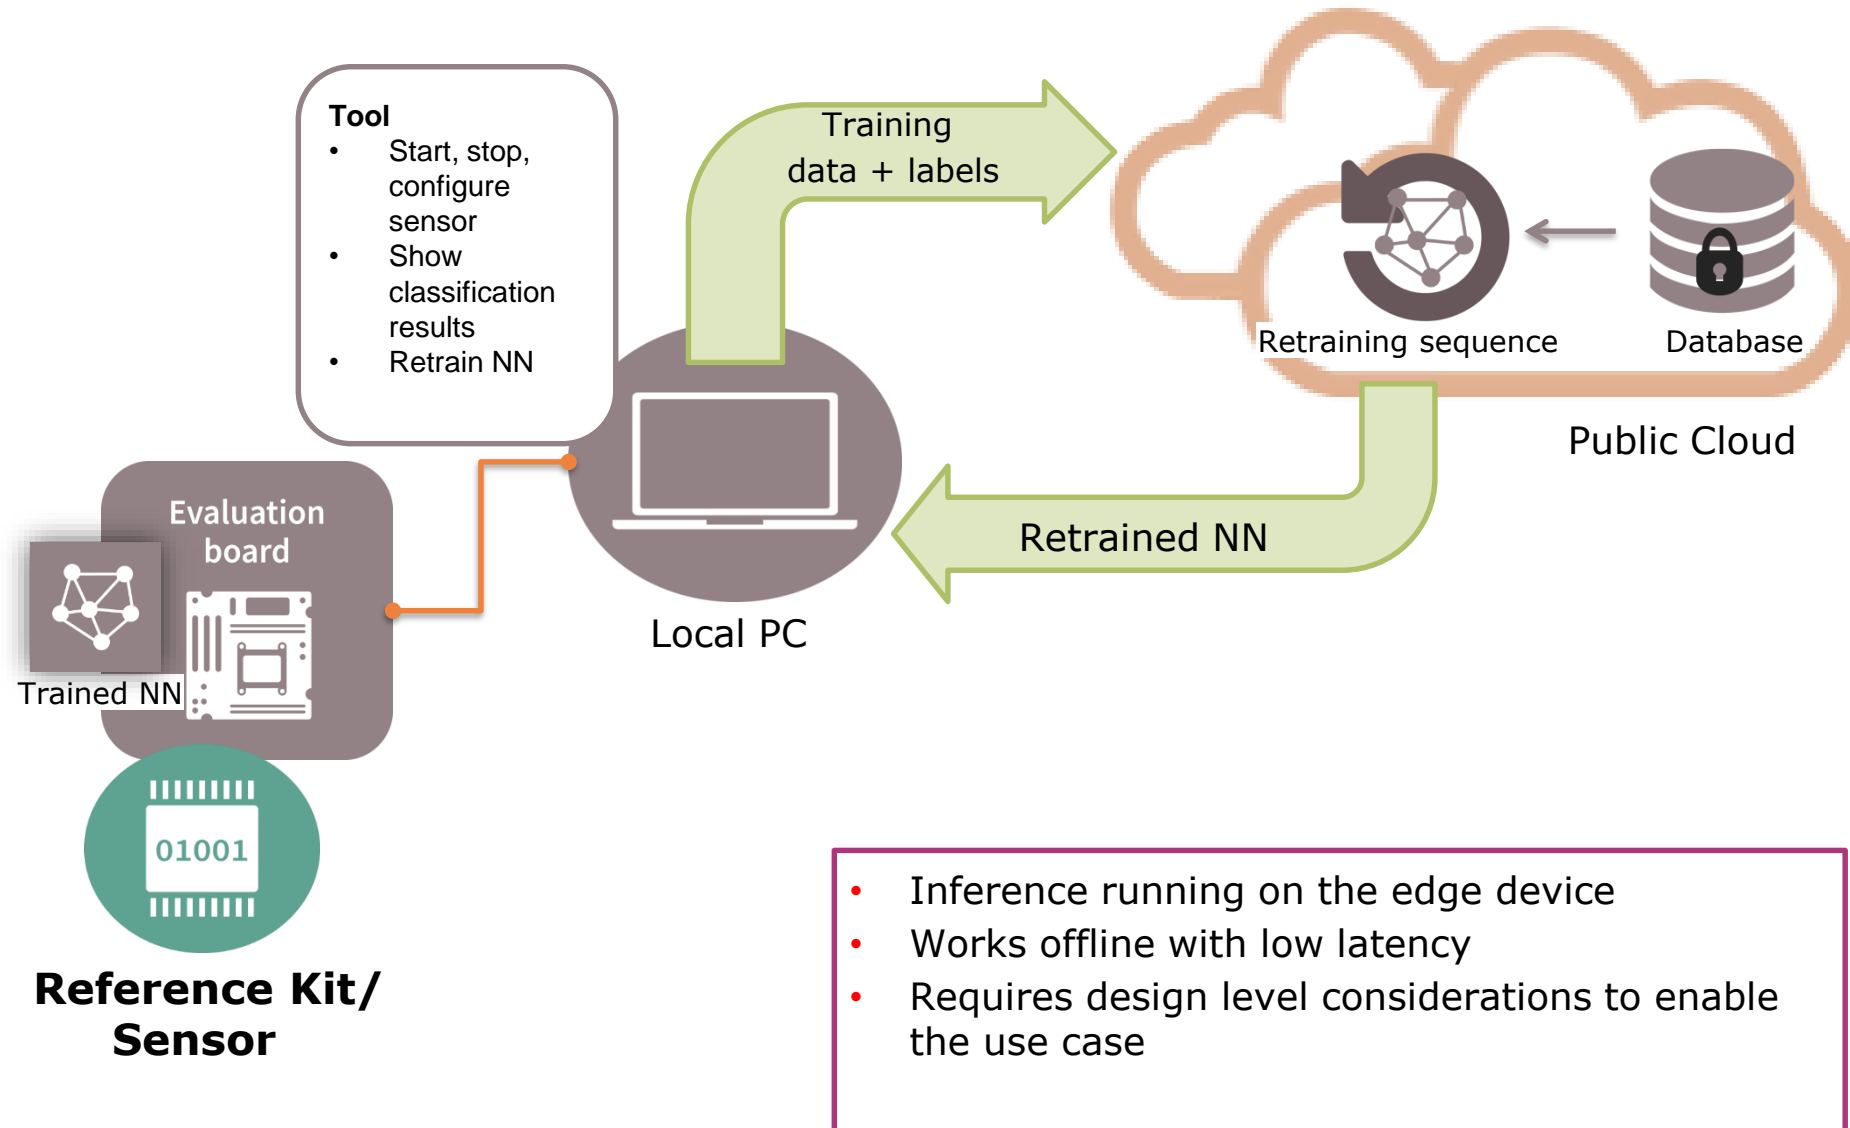 Tool
• Start, stop,
configure
sensor
• Show
classification
results
• Retrain NN
Training
data + labels
Retraining sequence
Database
Public Cloud
Retrained NN
Local PC
Evaluation
board
Trained NN
01001
Reference Kit/
Sensor
• Inference running on the edge device
• Works offline with low latency
• Requires design level considerations to enable
the use case